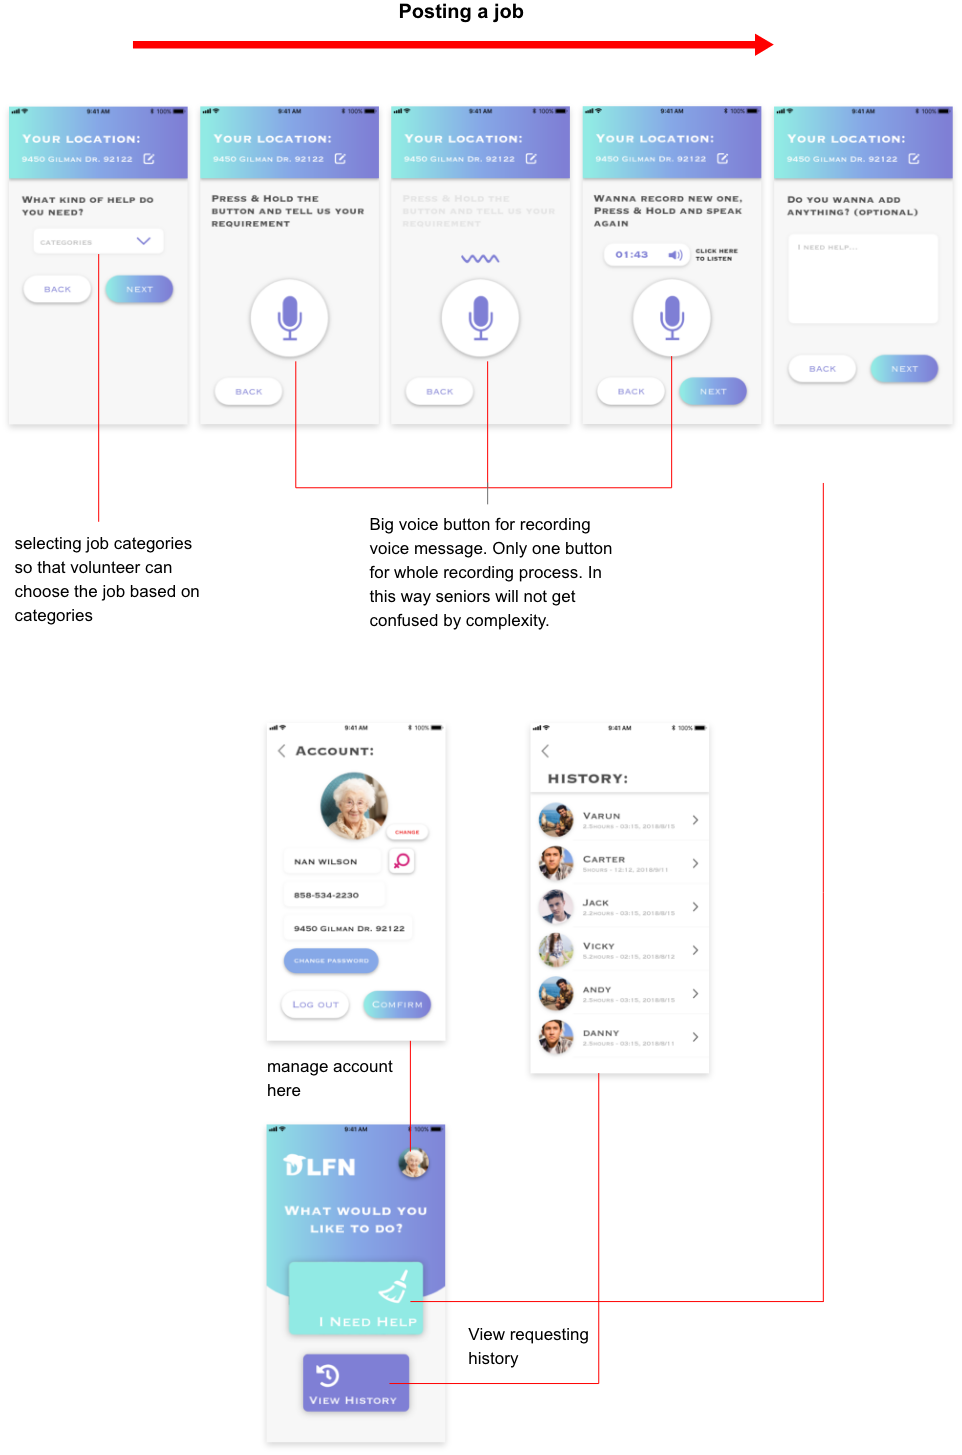 Posting a job
9:41 AM 100%
YOUR LOCATION:
9450 GILMAN DR. 92122
WHAT KIND OF HELP DO
YOU NEED?
CATEGORIES
BACK NEXT
9:41 AM 100%
YOUR LOCATION:
9450 GILMAN DR. 92122
PRESS & HOLD THE
BUTTON AND TELL US YOUR
REQUIREMENT
BACK
9:41 AM 100%
YOUR LOCATION:
9450 GILMAN DR. 92122
PRESS & HOLD THE
BUTTON AND TELL US YOUR
REQUIREMENT
BACK
9:41 AM 100%
YOUR LOCATION:
9450 GILMAN DR. 92122
WANNA RECORD NEW ONE,
PRESS & HOLD AND SPEAK
AGAIN
01:43
CLICK HERE
TO LISTEN
BACK NEXT
9:41 AM 100%
YOUR LOCATION:
9450 GILMAN DR. 92122
DO YOU WANNA ADD
ANYTHING? (OPTIONAL)
I NEED HELP...
BACK NEXT
selecting job categories
so that volunteer can
choose the job based on
categories
Big voice button for recording
voice message. Only one button
for whole recording process. In
this way seniors will not get
confused by complexity.
9:41 AM 100%
ACCOUNT:
CHANGE
NAN WILSON
858-534-2230
9450 GILMAN DR. 92122
CHANGE PASSWORD
LOG OUT COMFIRM
manage account
here
9:41 AM 100%
HISTORY:
VARUN
2.5HOURS - 03:15, 2018/8/15
CARTER
5HOURS - 12:12, 2018/9/11
JACK
2.2HOURS - 03:15, 2018/8/15
VICKY
5.2HOURS - 02:15, 2018/8/12
ANDY
2.5HOURS - 03:15, 2018/8/15
DANNY
2.5HOURS - 03:15, 2018/8/11
9:41 AM 100%
DLFN
WHAT WOULD YOU
LIKE TO DO?
I NEED HELP
VIEW HISTORY
View requesting
history